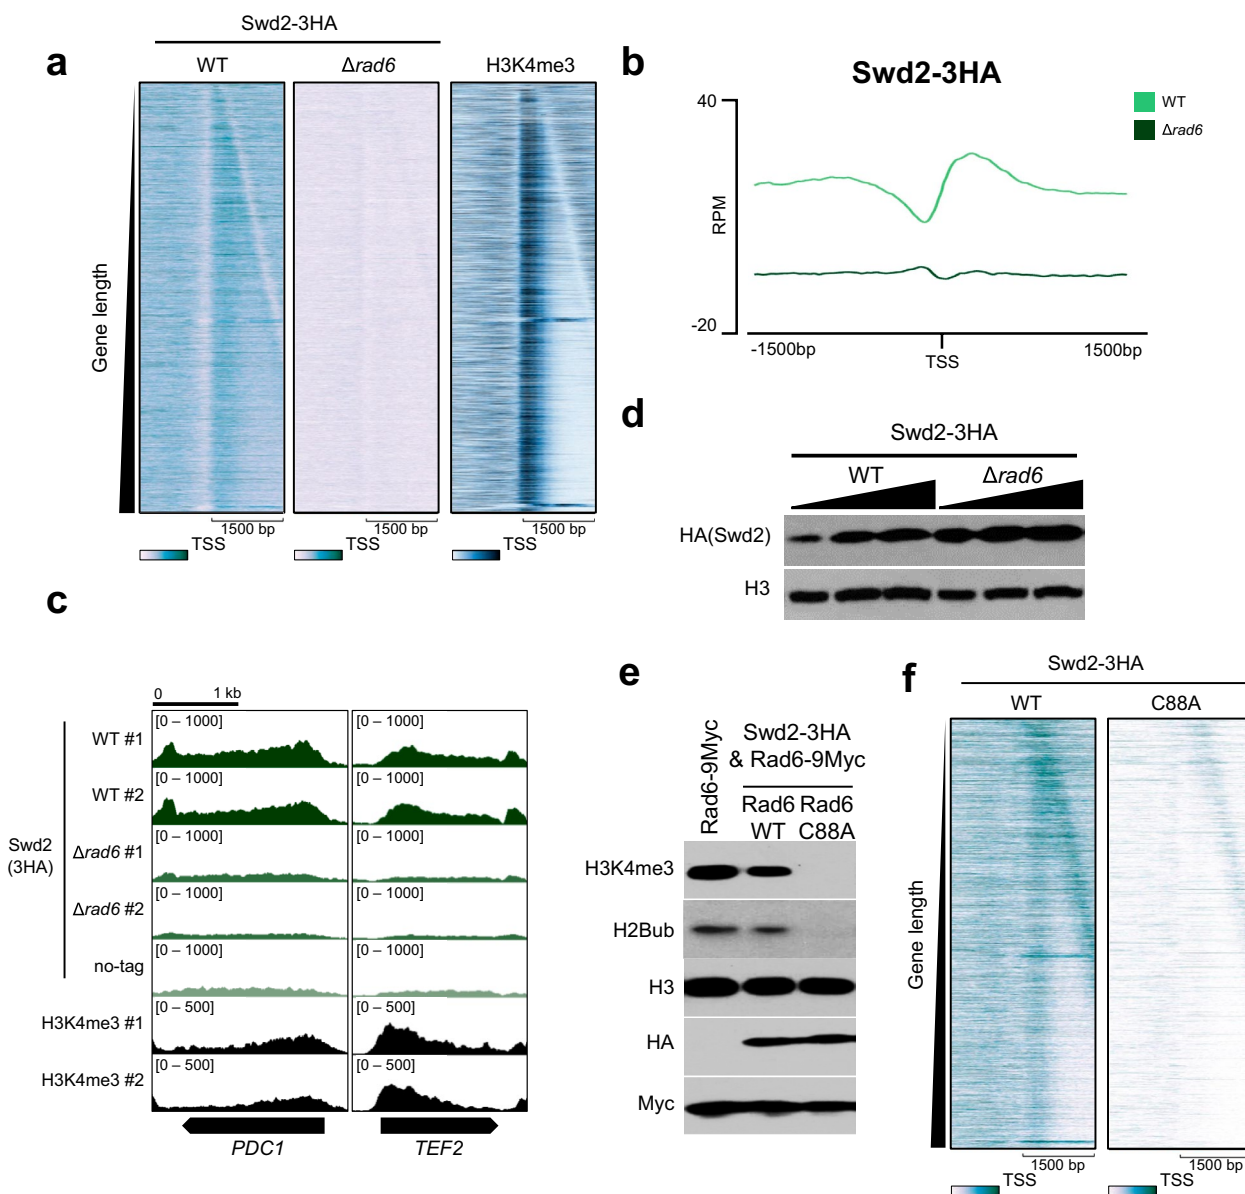 a
Swd2-3HA
WT
Δrad6
H3K4me3
Gene length
1500 bp
1500 bp
1500 bp
TSS
TSS
TSS
b
Swd2-3HA
40
RPM
-20
-1500bp
TSS
1500bp
WT
Δrad6
c
0 1 kb
Swd2
(3HA)
WT #1
[0 – 1000]
[0 – 1000]
WT #2
[0 – 1000]
[0 – 1000]
Δrad6 #1
[0 – 1000]
[0 – 1000]
Δrad6 #2
[0 – 1000]
[0 – 1000]
no-tag
[0 – 1000]
[0 – 1000]
H3K4me3 #1
[0 – 500]
[0 – 500]
H3K4me3 #2
[0 – 500]
[0 – 500]
PDC1
TEF2
d
Swd2-3HA
WT
Δrad6
HA(Swd2)
H3
e
Rad6-9Myc
Swd2-3HA
& Rad6-9Myc
Rad6 Rad6
WT C88A
H3K4me3
H2Bub
H3
HA
Myc
f
Swd2-3HA
WT
C88A
Gene length
1500 bp
1500 bp
TSS
TSS